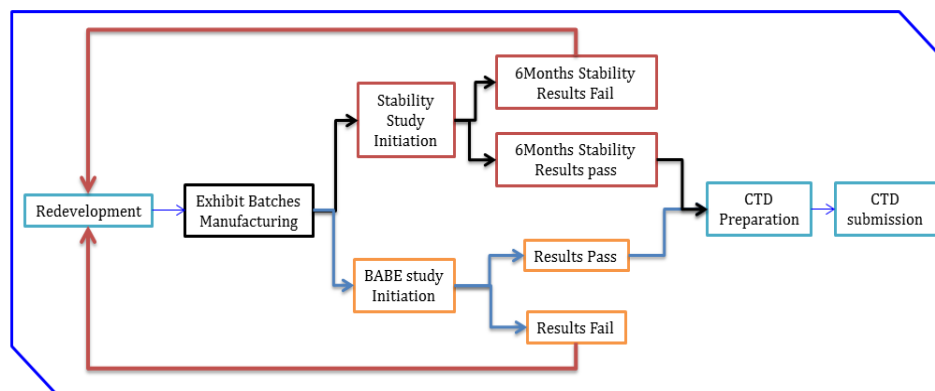 6Months Stability
Results Fail
Stability
Study
Initiation
6Months Stability
Results pass
Redevelopment
Exhibit Batches
Manufacturing
CTD
Preparation
CTD
submission
BABE study
Initiation
Results Pass
Results Fail